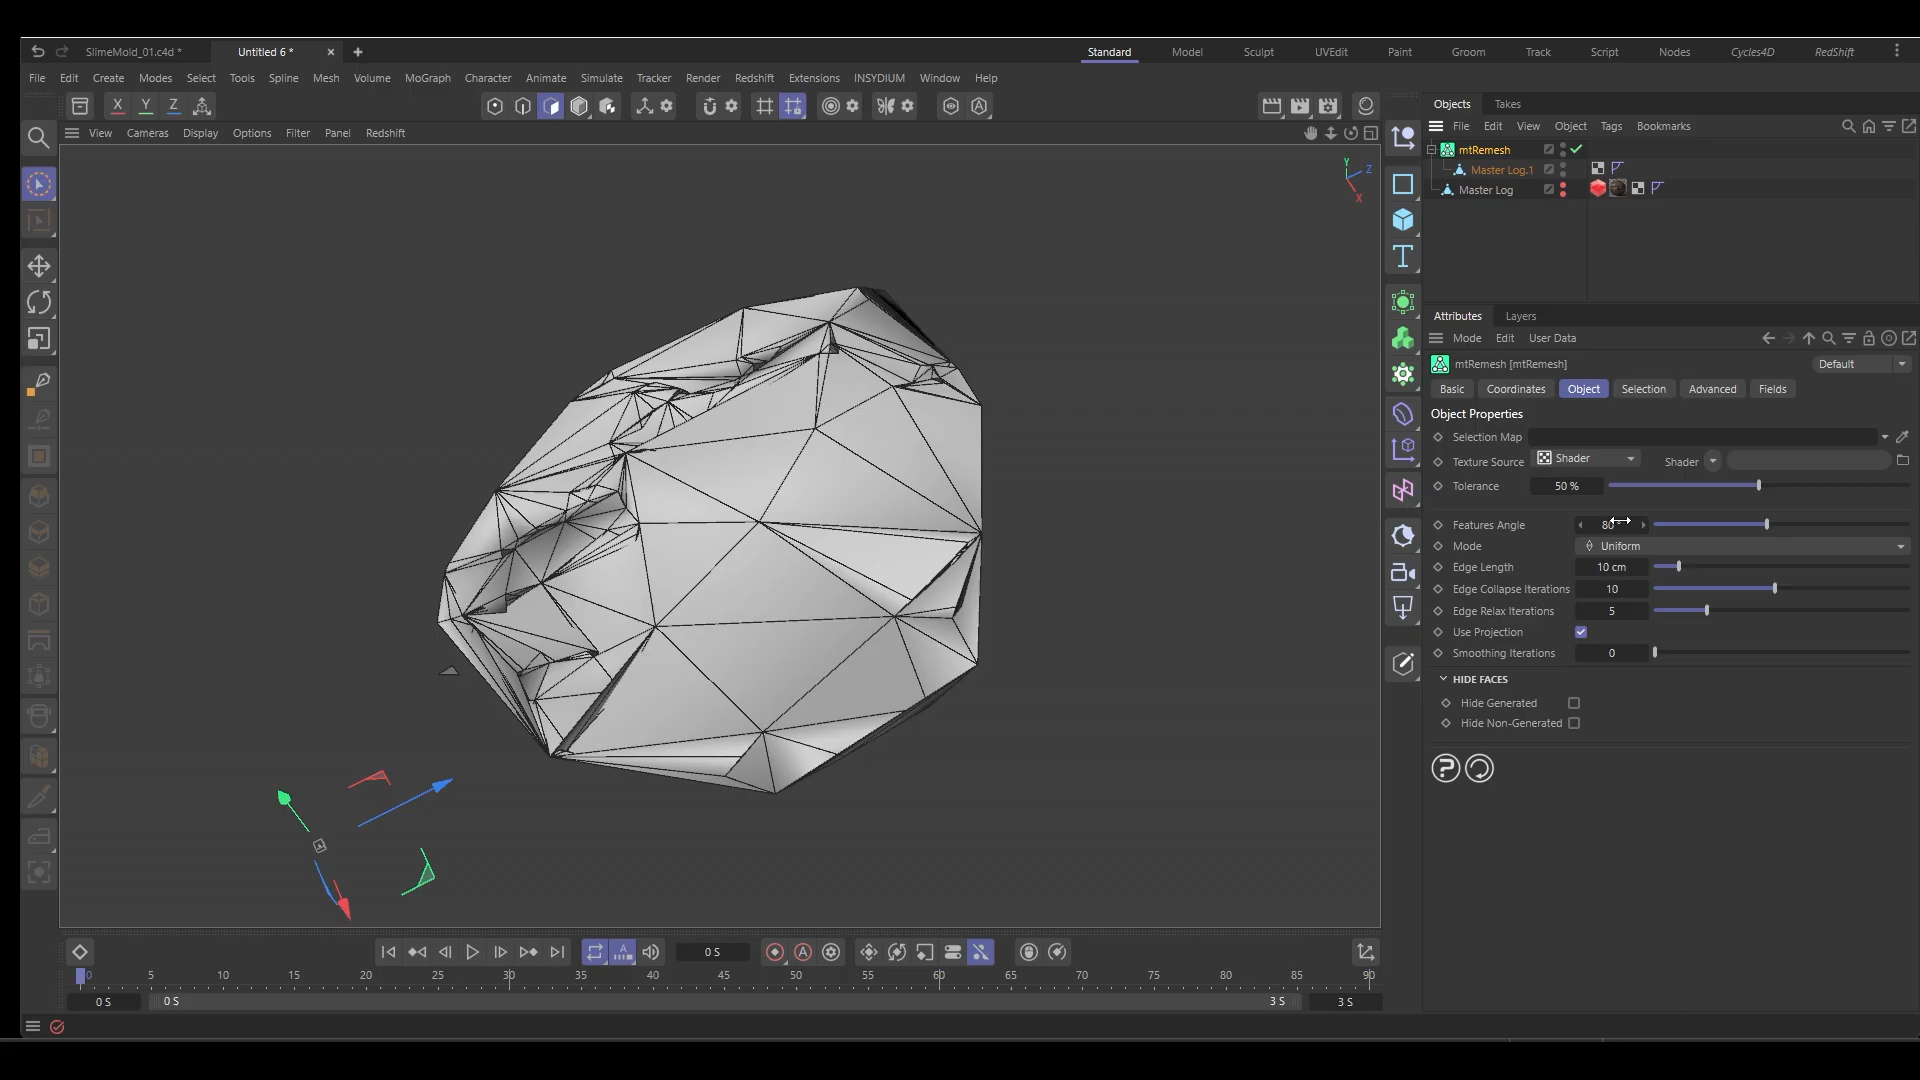 SlimeMold_01.c4d *
Untitled 6 *
Standard Model Sculpt UVEdit Paint Groom Track Script Nodes Cycles4D RedShift
File Edit Create Modes Select Tools Spline Mesh Volume MoGraph Character Animate Simulate Tracker Render Redshift Extensions INSYDIUM Window Help
X Y Z
View Cameras Display Options Filter Panel Redshift
Y
Z
X
Objects Takes
File Edit View Object Tags Bookmarks
mtRemesh
Master Log.1
Master Log
Attributes Layers
Mode Edit User Data
mtRemesh [mtRemesh]
Default
Basic Coordinates Object Selection Advanced Fields
Object Properties
Selection Map
Texture Source Shader Shader
Tolerance 50 %
Features Angle 80
Mode Uniform
Edge Length 10 cm
Edge Collapse Iterations 10
Edge Relax Iterations 5
Use Projection
Smoothing Iterations 0
HIDE FACES
Hide Generated
Hide Non-Generated
0 S
0 5 10 15 20 25 30 35 40 45 50 55 60 65 70 75 80 85 90
0 S 0 S 3 S 3 S